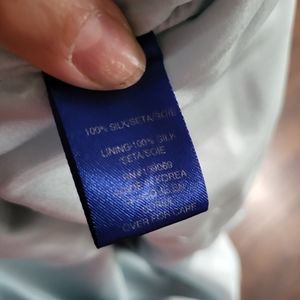 100% SILK/SETA/SOIE
LINING-100% SILK
SETA/SOIE
MADE IN KOREA
OVER FOR CARE